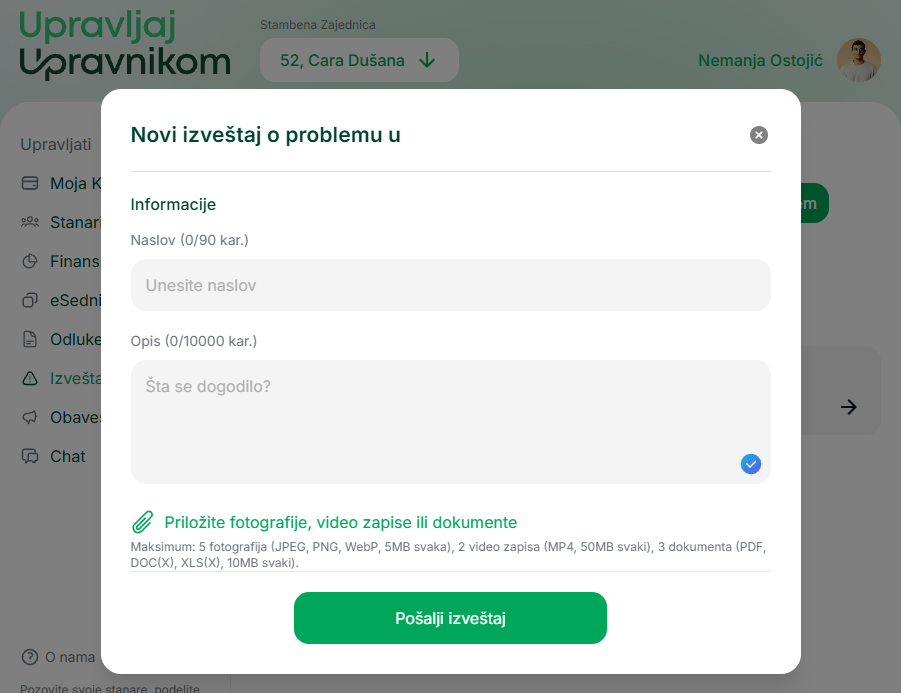 Upravljaj
Upravnikom
Stambena Zajednica
52, Cara Dušana
Nemanja Ostojić
Novi izveštaj o problemu u
Upravljati
Moja K
Stanari
Finans
eSedni
Odluke
Izvešta
Obaves
Chat
em
Informacije
Naslov (0/90 kar.)
Unesite naslov
Opis (0/10000 kar.)
Šta se dogodilo?
Priložite fotografije, video zapise ili dokumente
Maksimum: 5 fotografija (JPEG, PNG, WebP, 5MB svaka), 2 video zapisa (MP4, 50MB svaki), 3 dokumenta (PDF,
DOC(X), XLS(X), 10MB svaki).
Pošalji izveštaj
O nama
Pozovite svoje stanare, podelite